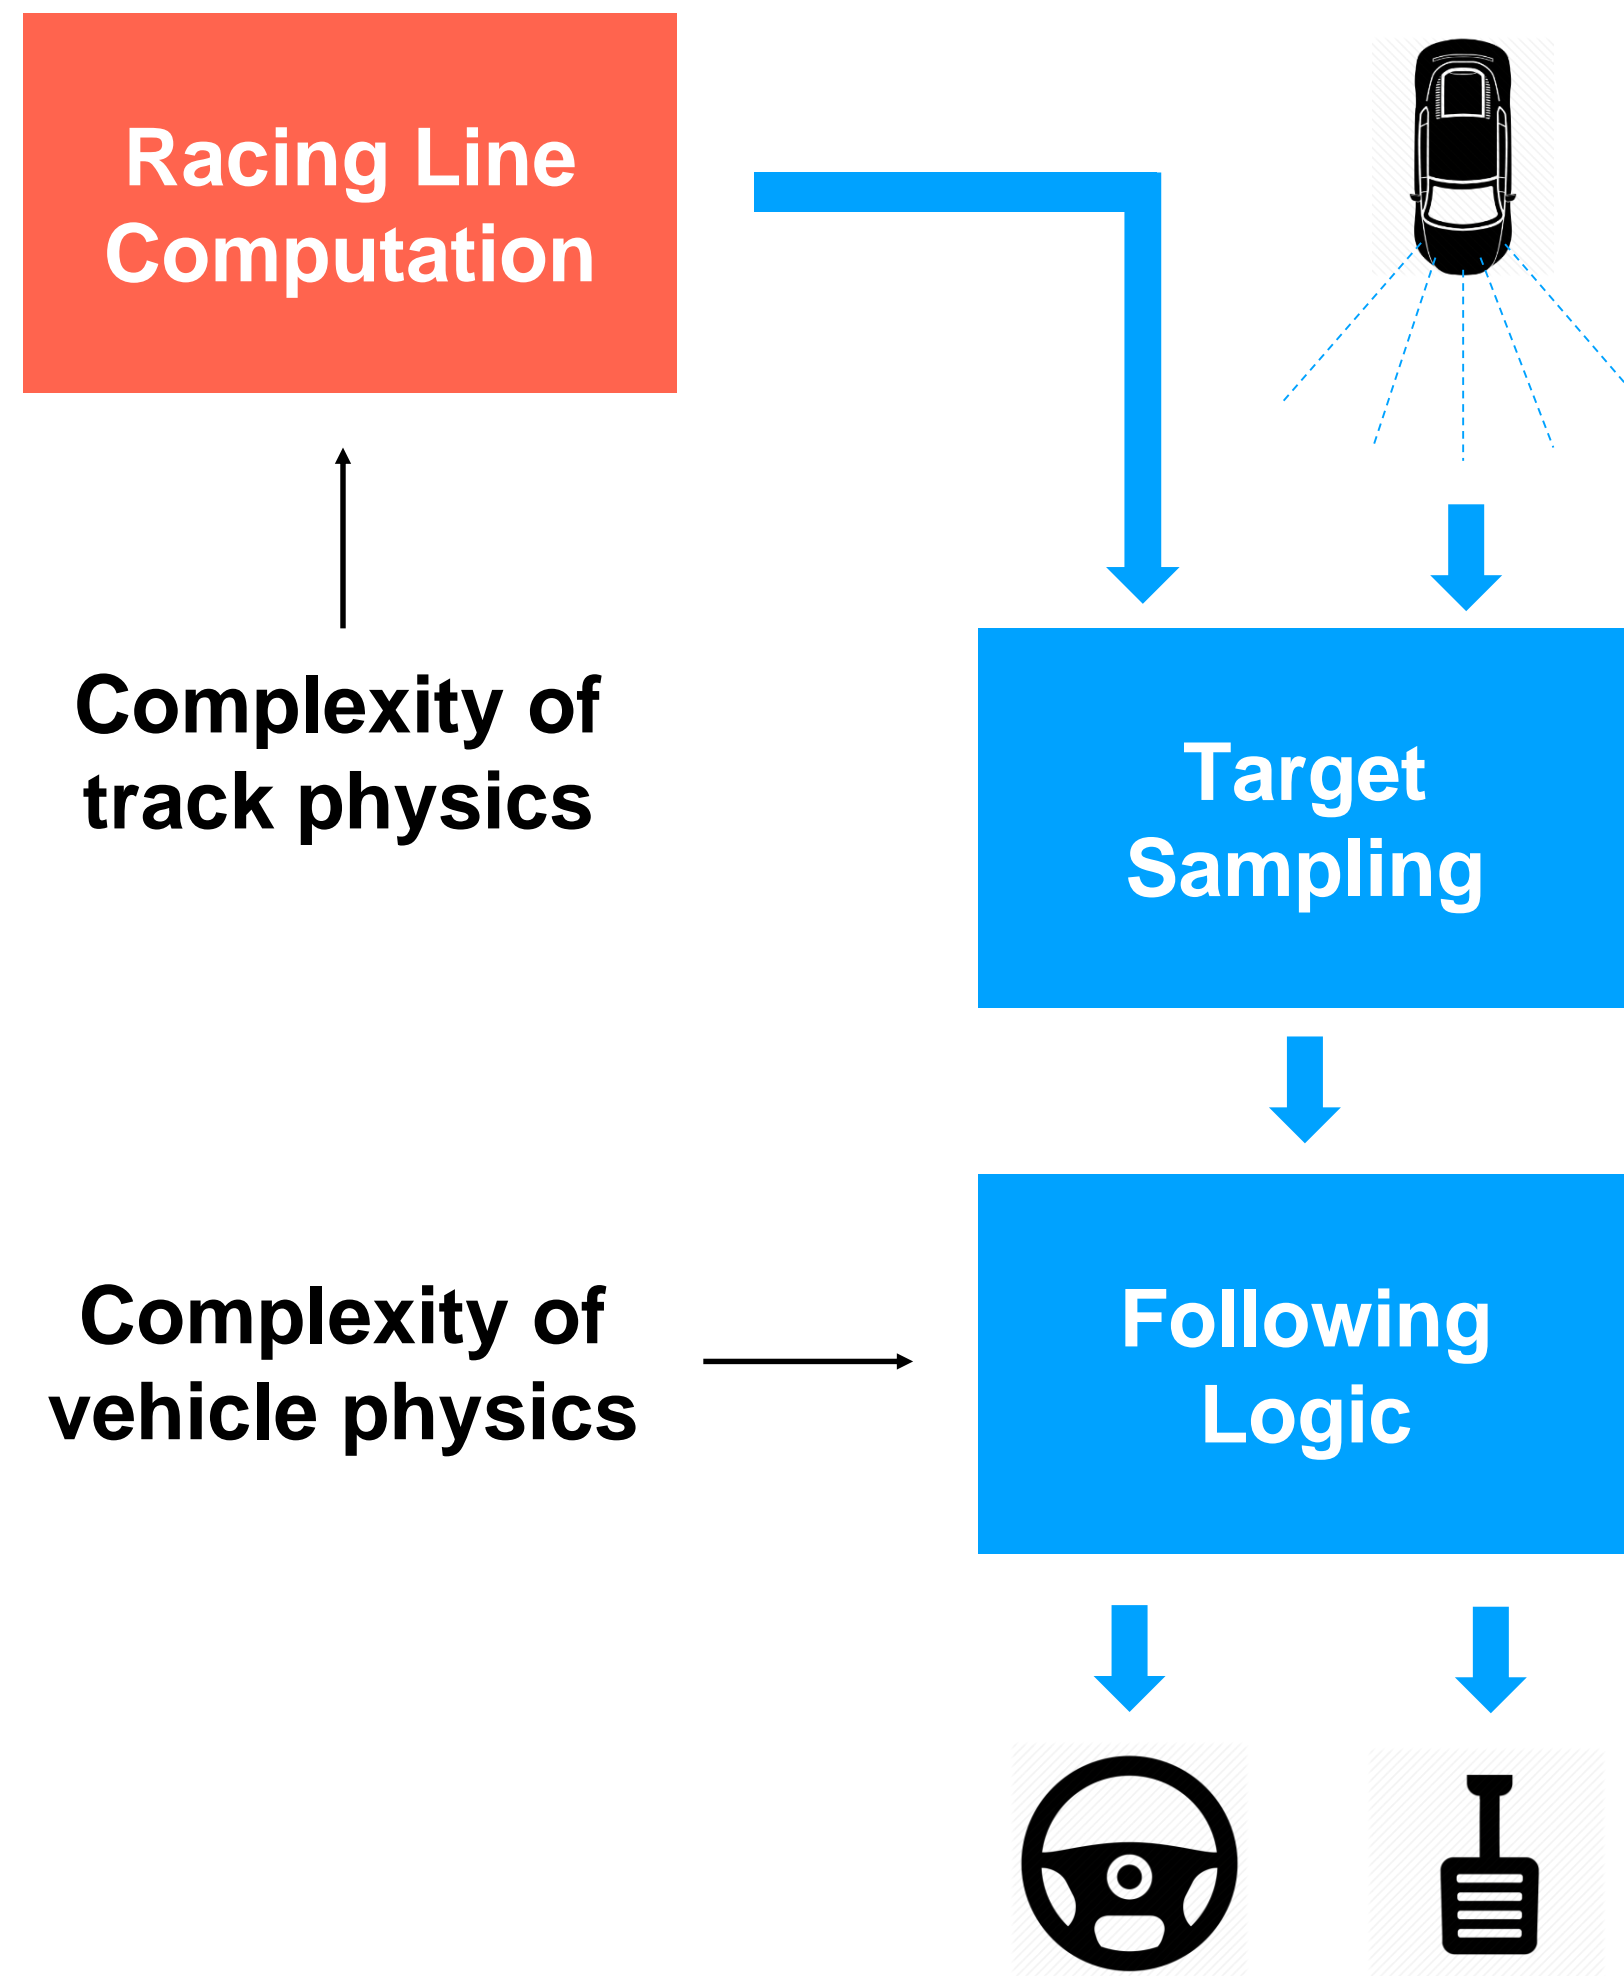 Racing Line
Computation
Complexity of
track physics
Target
Sampling
Complexity of
vehicle physics
Following
Logic